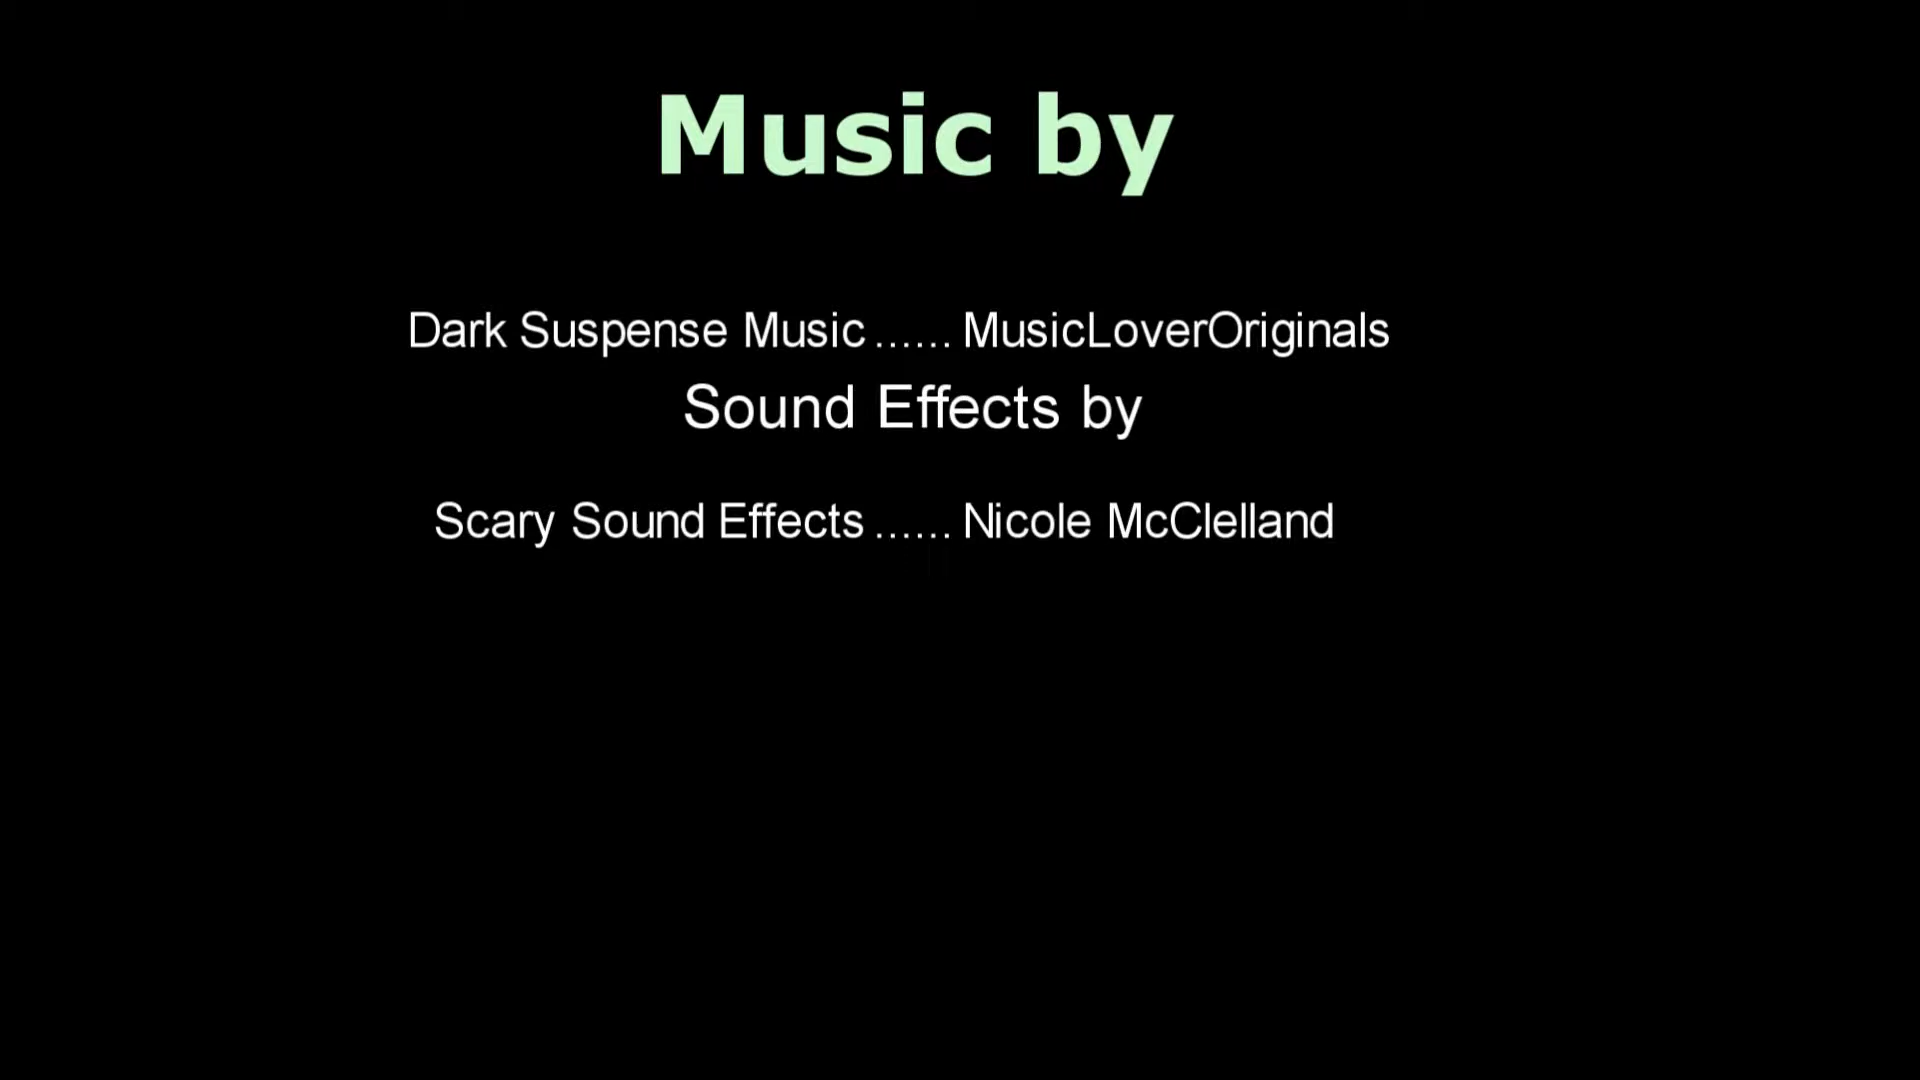 Music by
Dark Suspense Music ...... MusicLoverOriginals
Sound Effects by
Scary Sound Effects ...... Nicole McClelland